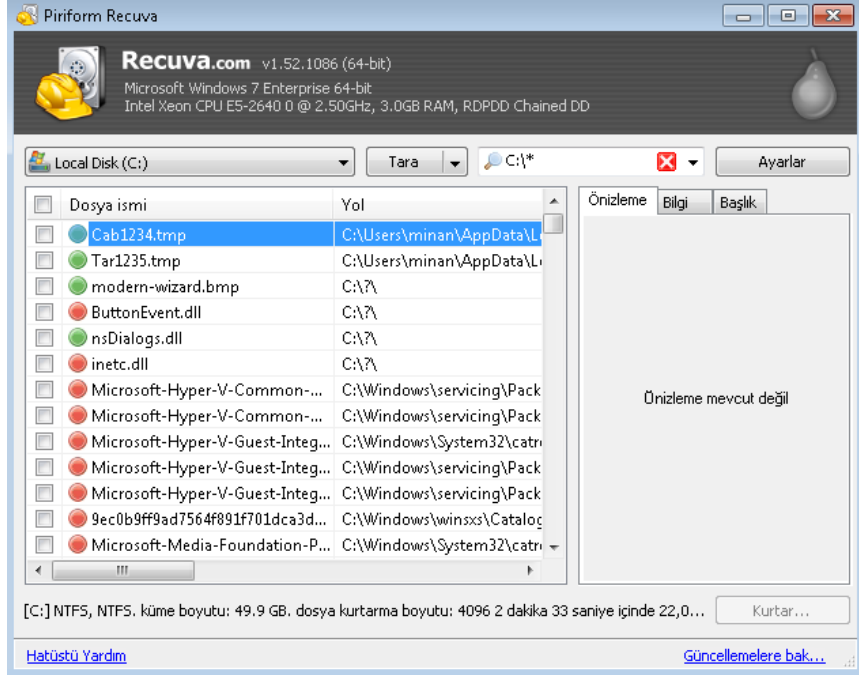 Piriform Recuva
Recuva.com v1.52.1086 (64-bit)
Microsoft Windows 7 Enterprise 64-bit
Intel Xeon CPU E5-2640 0 @ 2.50GHz, 3.0GB RAM, RDPDD Chained DD
Local Disk (C:) Tara C:\* Ayarlar
Dosya ismi Yol Önizleme Bilgi Başlık
Cab1234.tmp C:\Users\minan\AppData\L
Tar1235.tmp C:\Users\minan\AppData\L
modern-wizard.bmp C:\?\
ButtonEvent.dll C:\?\
nsDialogs.dll C:\?\
inetc.dll C:\?\
Microsoft-Hyper-V-Common-... C:\Windows\servicing\Pack
Önizleme mevcut değil
Microsoft-Hyper-V-Common-... C:\Windows\servicing\Pack
Microsoft-Hyper-V-Guest-Integ... C:\Windows\System32\catr
Microsoft-Hyper-V-Guest-Integ... C:\Windows\servicing\Pack
Microsoft-Hyper-V-Guest-Integ... C:\Windows\servicing\Pack
9ec0b9ff9ad7564f891f701dca3d... C:\Windows\winsxs\Catalog
Microsoft-Media-Foundation-P... C:\Windows\System32\catr
[C:] NTFS, NTFS. küme boyutu: 49.9 GB. dosya kurtarma boyutu: 4096 2 dakika 33 saniye içinde 22,0... Kurtar...
Hatüstü Yardım Güncellemelere bak...